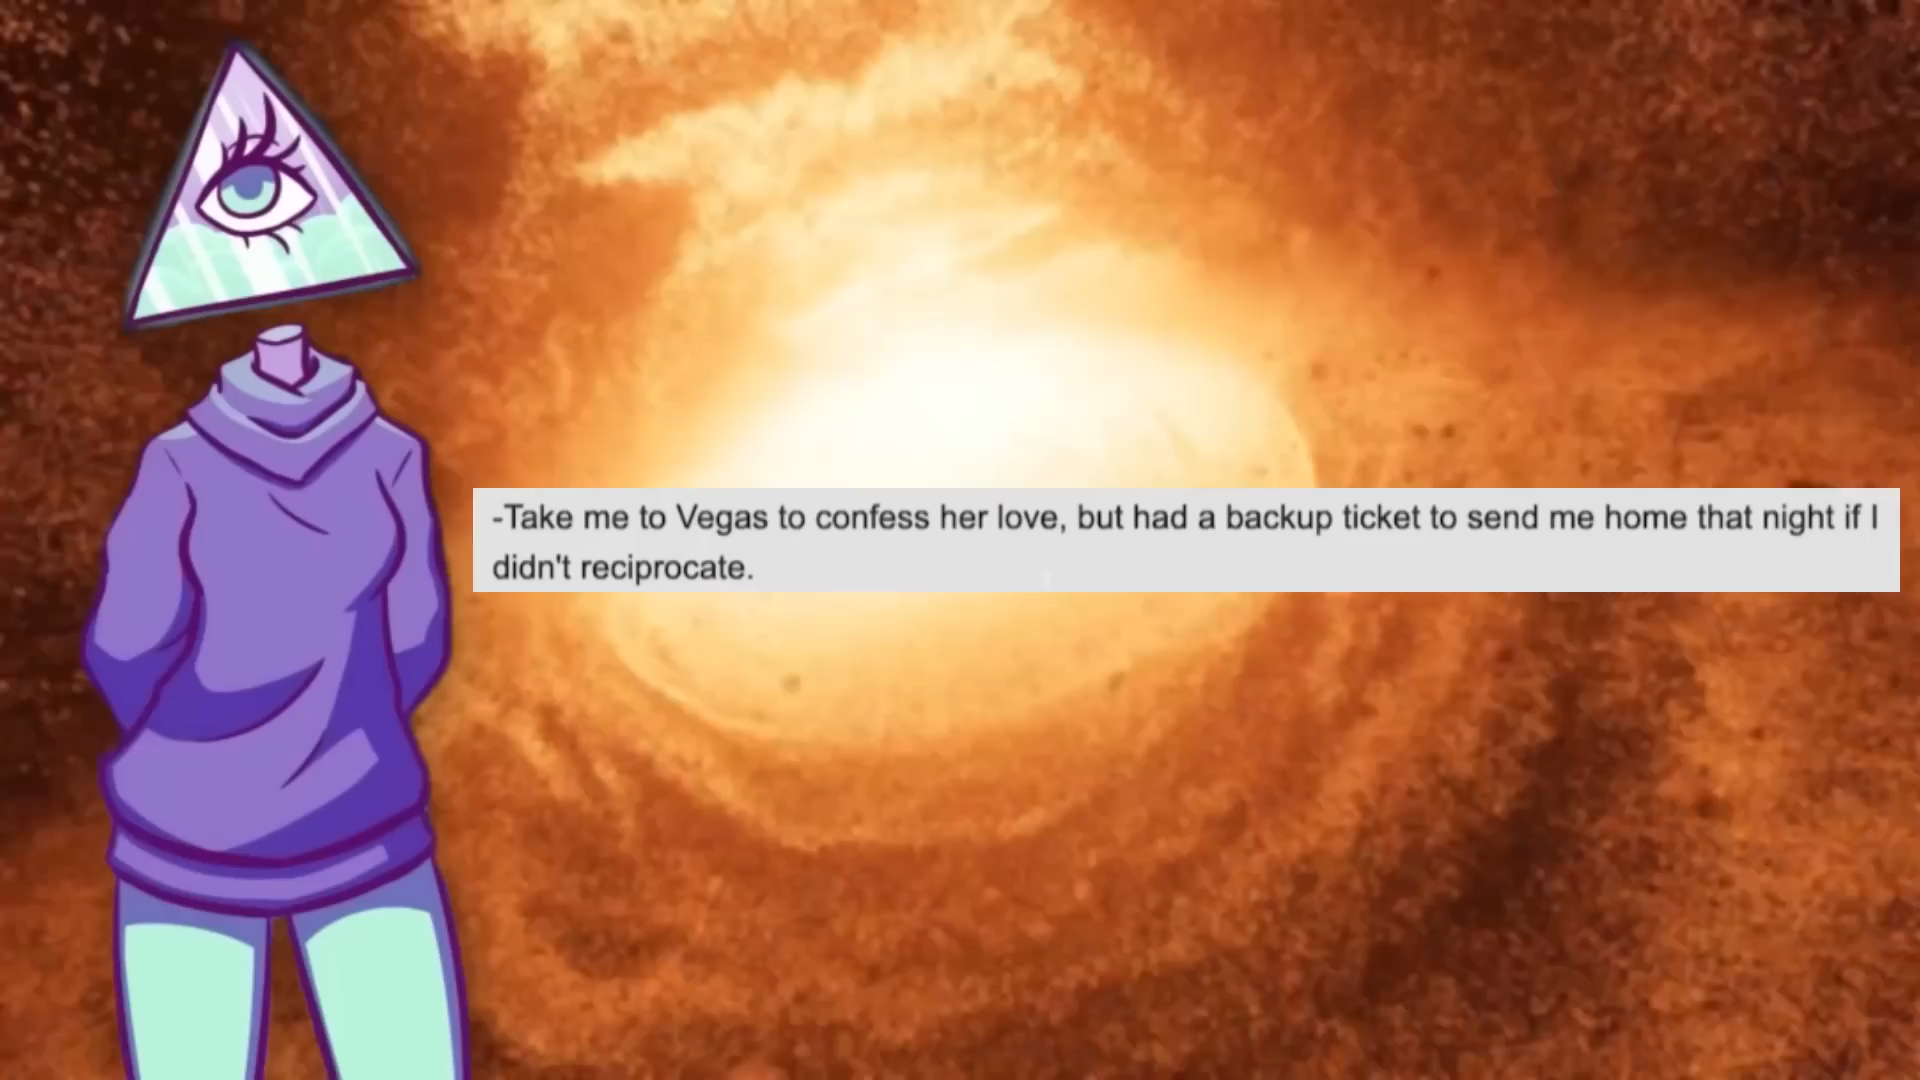 -Take me to Vegas to confess her love, but had a backup ticket to send me home that night if I
didn't reciprocate.